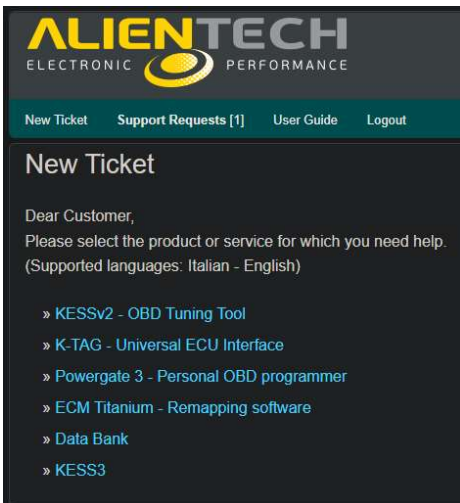 ALIENTECH
ELECTRONIC PERFORMANCE
New Ticket Support Requests [1] User Guide Logout
New Ticket
Dear Customer,
Please select the product or service for which you need help.
(Supported languages: Italian - English)
» KESSv2 - OBD Tuning Tool
» K-TAG - Universal ECU Interface
» Powergate 3 - Personal OBD programmer
» ECM Titanium - Remapping software
» Data Bank
» KESS3